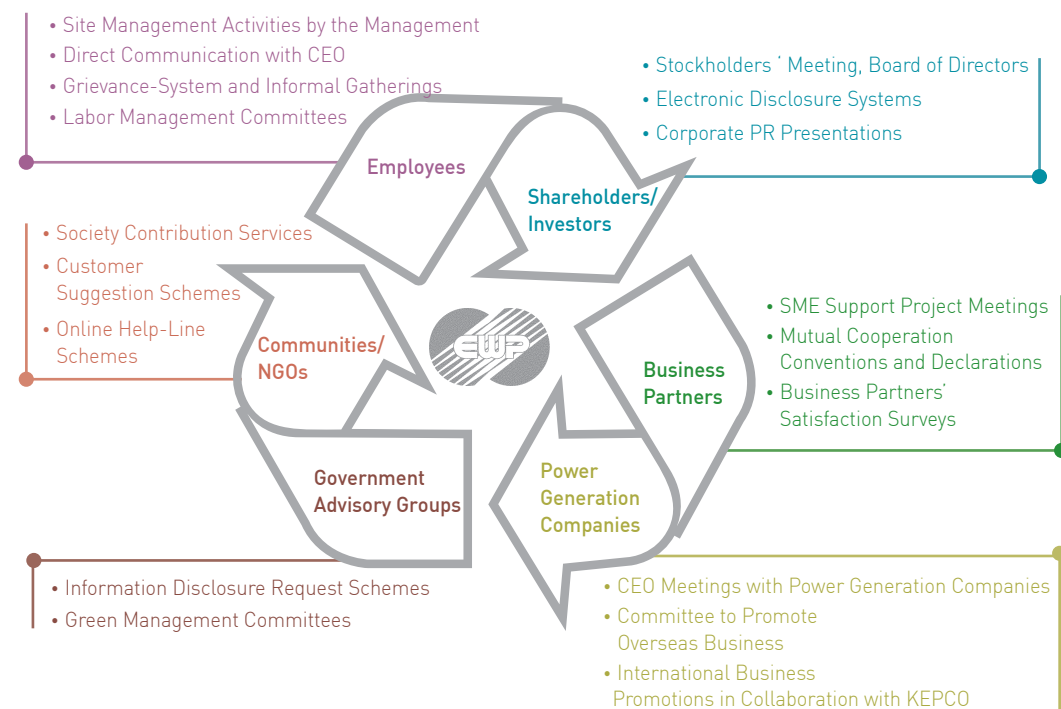 • Site Management Activities by the Management
• Direct Communication with CEO
• Grievance-System and Informal Gatherings
• Labor Management Committees
Employees
• Stockholders ' Meeting, Board of Directors
• Electronic Disclosure Systems
• Corporate PR Presentations
Shareholders/
Investors
• Society Contribution Services
• Customer
Suggestion Schemes
• Online Help-Line
Schemes
Communities/
NGOs
EWP
• SME Support Project Meetings
• Mutual Cooperation
Conventions and Declarations
• Business Partners'
Satisfaction Surveys
Business
Partners
Government
Advisory Groups
Power
Generation
Companies
• Information Disclosure Request Schemes
• Green Management Committees
• CEO Meetings with Power Generation Companies
• Committee to Promote
Overseas Business
• International Business
Promotions in Collaboration with KEPCO